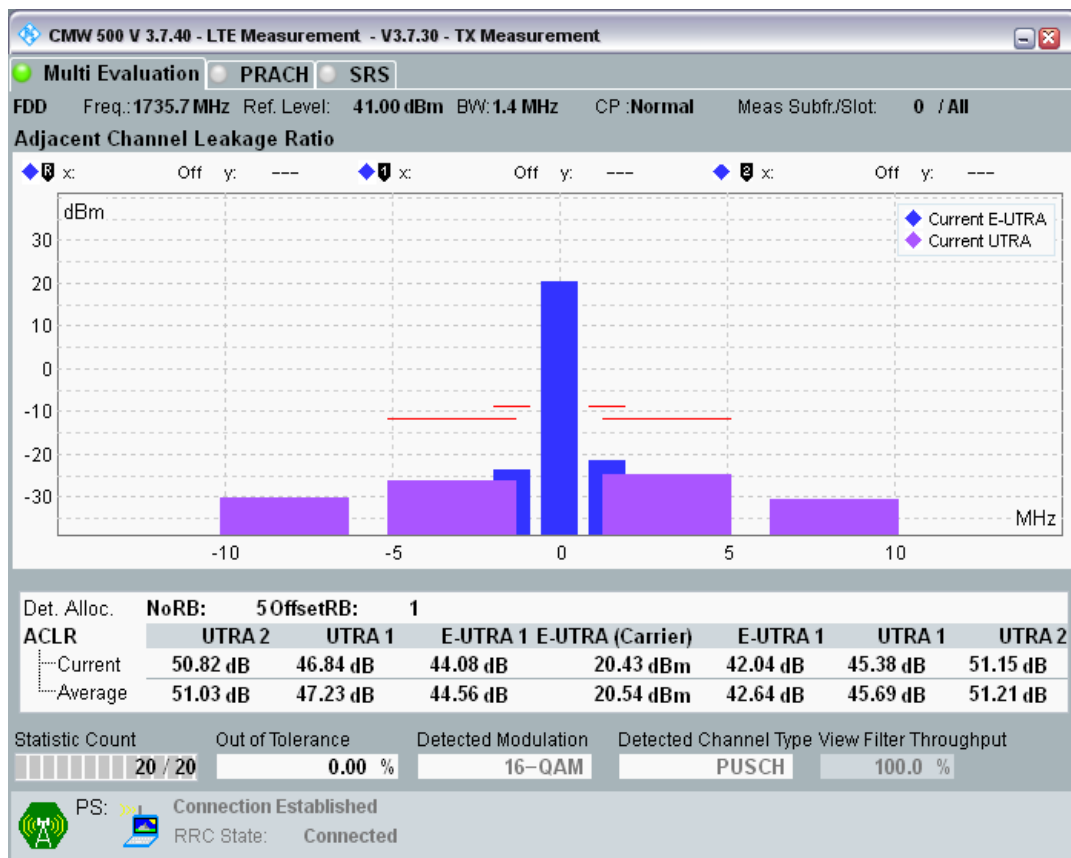 CMW 500 V 3.7.40 - LTE Measurement - V3.7.30 - TX Measurement
Multi Evaluation PRACH SRS
FDD Freq.: 1735.7 MHz Ref. Level: 41.00 dBm BW: 1.4 MHz CP :Normal Meas Subfr./Slot: 0 / All
Adjacent Channel Leakage Ratio
R x: Off y: --- 1 x: Off y: --- 2 x: Off y: ---
dBm
Current E-UTRA
Current UTRA
30
20
10
0
-10
-20
-30
MHz
-10 -5 0 5 10
Det. Alloc. NoRB: 5 OffsetRB: 1
ACLR UTRA 2 UTRA 1 E-UTRA 1 E-UTRA (Carrier) E-UTRA 1 UTRA 1 UTRA 2
Current 50.82 dB 46.84 dB 44.08 dB 20.43 dBm 42.04 dB 45.38 dB 51.15 dB
Average 51.03 dB 47.23 dB 44.56 dB 20.54 dBm 42.64 dB 45.69 dB 51.21 dB
Statistic Count Out of Tolerance Detected Modulation Detected Channel Type View Filter Throughput
20 / 20 0.00 % 16-QAM PUSCH 100.0 %
PS: Connection Established
RRC State: Connected